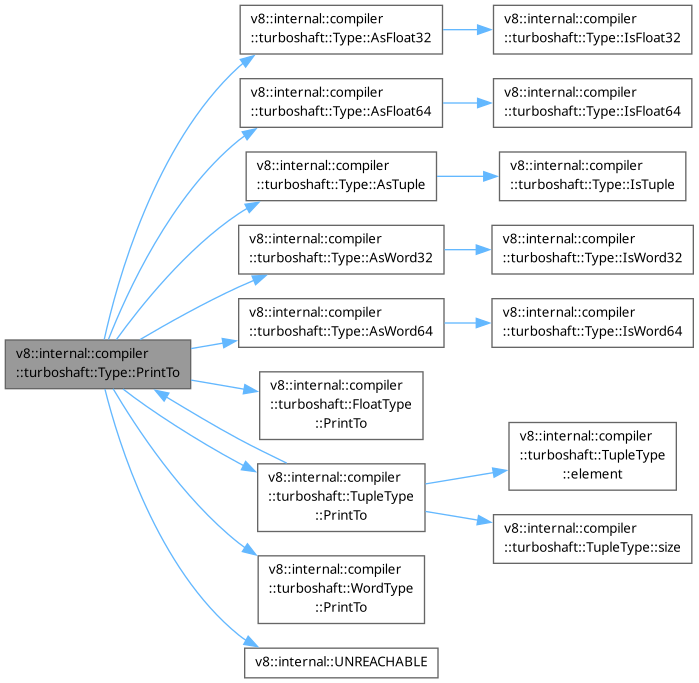 v8::internal::compiler
::turboshaft::Type::PrintTo
v8::internal::compiler
::turboshaft::Type::AsFloat32
v8::internal::compiler
::turboshaft::Type::IsFloat32
v8::internal::compiler
::turboshaft::Type::AsFloat64
v8::internal::compiler
::turboshaft::Type::IsFloat64
v8::internal::compiler
::turboshaft::Type::AsTuple
v8::internal::compiler
::turboshaft::Type::IsTuple
v8::internal::compiler
::turboshaft::Type::AsWord32
v8::internal::compiler
::turboshaft::Type::IsWord32
v8::internal::compiler
::turboshaft::Type::AsWord64
v8::internal::compiler
::turboshaft::Type::IsWord64
v8::internal::compiler
::turboshaft::FloatType
::PrintTo
v8::internal::compiler
::turboshaft::TupleType
::PrintTo
v8::internal::compiler
::turboshaft::TupleType
::element
v8::internal::compiler
::turboshaft::TupleType::size
v8::internal::compiler
::turboshaft::WordType
::PrintTo
v8::internal::UNREACHABLE